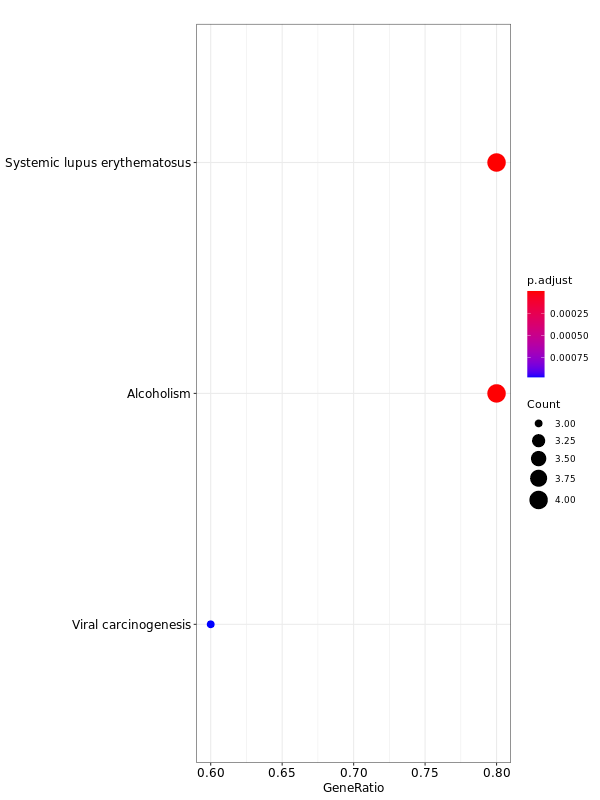 Systemic lupus erythematosus
Alcoholism
Viral carcinogenesis
0.60 0.65 0.70 0.75 0.80
GeneRatio
p.adjust
0.00025
0.00050
0.00075
Count
3.00
3.25
3.50
3.75
4.00